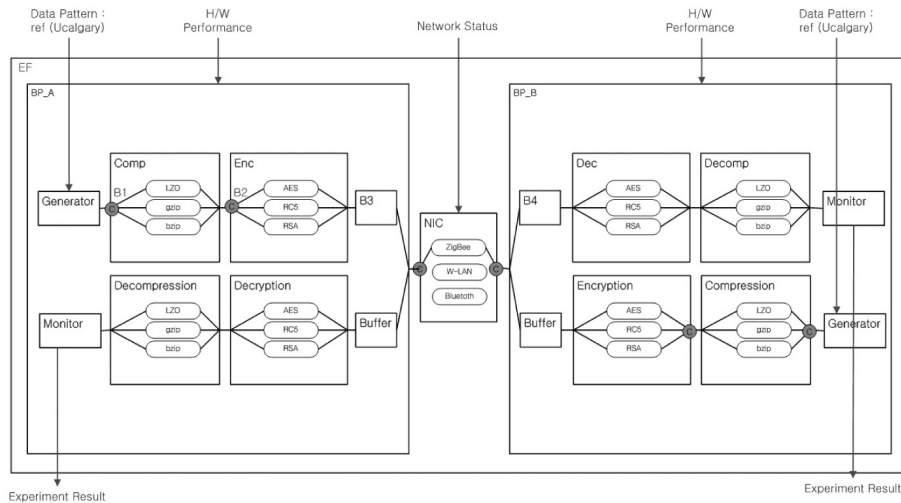 Data Pattern :
ref (Ucalgary)
H/W
Performance
Network Status
H/W
Performance
Data Pattern :
ref (Ucalgary)
EF
BP_A
BP_B
Comp
Enc
Dec
Decomp
B1
LZO
B2
AES
B3
B4
AES
LZO
Generator
C
gzip
C
RC5
RC5
gzip
Monitor
bzip
RSA
RSA
bzip
NIC
ZigBee
C
W-LAN
C
Bluetoth
Decompression
Decryption
Encryption
Compression
LZO
AES
AES
LZO
Monitor
gzip
RC5
Buffer
Buffer
RC5
C
gzip
C
Generator
bzip
RSA
RSA
bzip
Experiment Result
Experiment Result